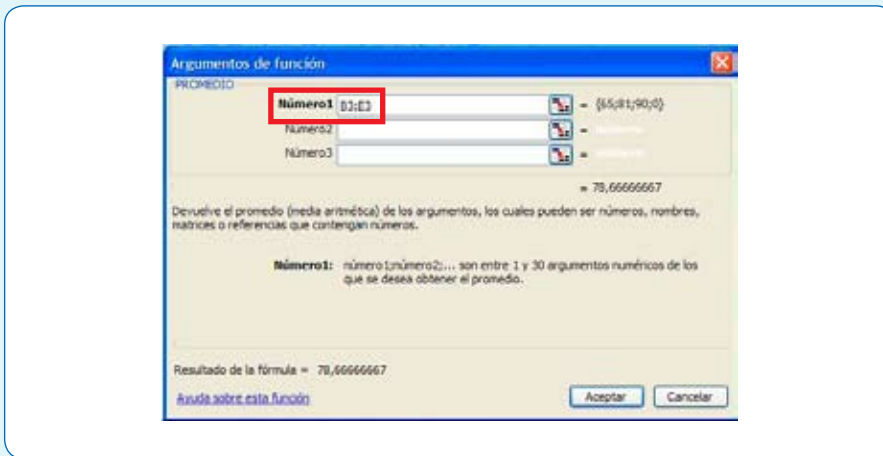 Argumentos de función
PROMEDIO
Número1 B3:E3 = {65;81;90;0}
Número2 =
Número3 =
= 78,66666667
Devuelve el promedio (media aritmética) de los argumentos, los cuales pueden ser números, nombres,
matrices o referencias que contengan números.
Número1: número1;número2;... son entre 1 y 30 argumentos numéricos de los
que se desea obtener el promedio.
Resultado de la fórmula = 78,66666667
Ayuda sobre esta función
Aceptar Cancelar